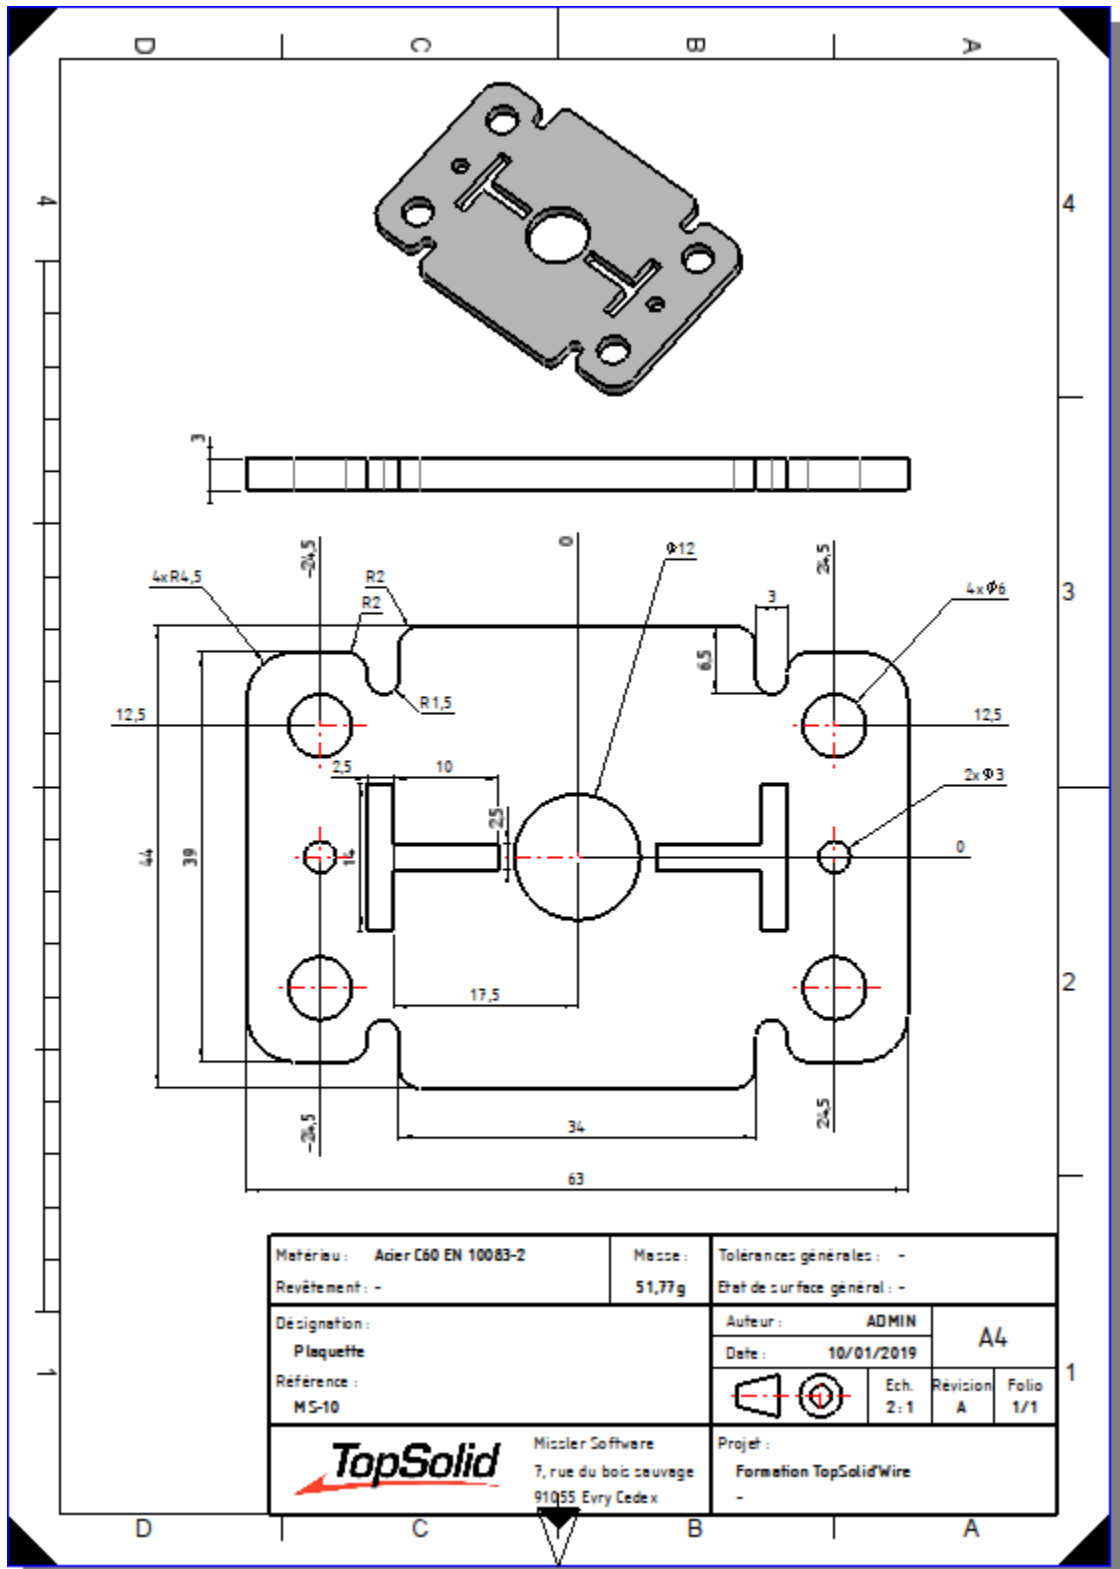 D C B A
4 4
3
-24,5
0
Φ12
24,5
4xR4,5
R2
3
4xΦ6
3
R2
6,5
R1,5
12,5
12,5
2,5
10
2xΦ3
2,5
44
39
14
0
17,5
2
-24,5
24,5
34
63
Matériau : Acier C60 EN 10083-2
Masse :
Tolérances générales : -
Revêtement : -
51,77g
Etat de surface général : -
Désignation :
Auteur : ADMIN
A4
Plaquette
Date : 10/01/2019
1 1
Référence :
Ech. Révision Folio
MS-10
2:1 A 1/1
TopSolid
Missler Software
Projet :
7, rue du bois sauvage
Formation TopSolid'Wire
91055 Evry Cedex
-
D C B A